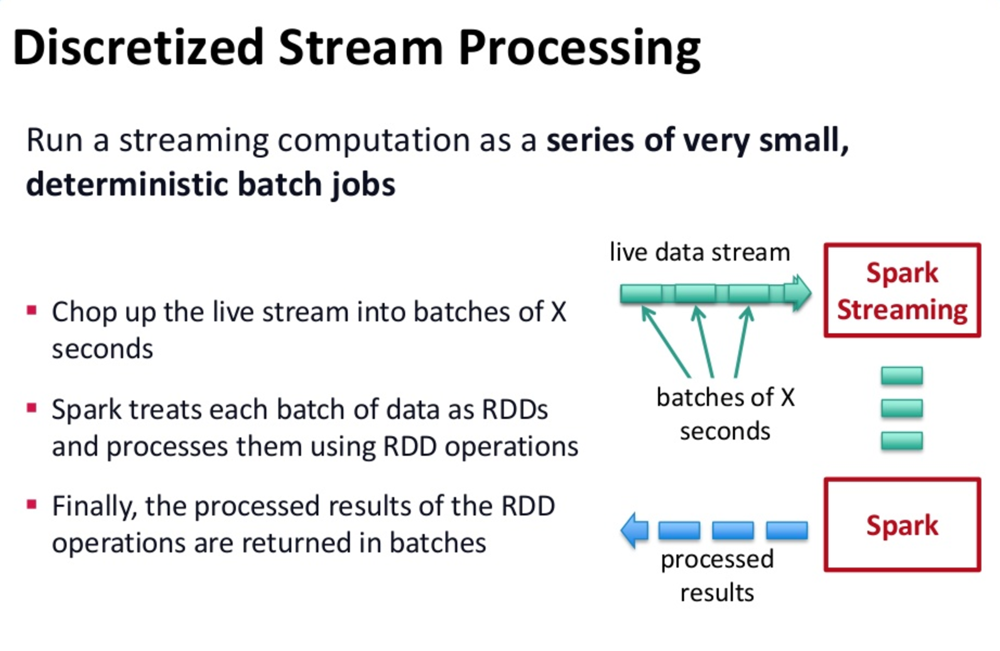 Discretized Stream Processing
Run a streaming computation as a series of very small,
deterministic batch jobs
Chop up the live stream into batches of X
seconds
Spark treats each batch of data as RDDs
and processes them using RDD operations
Finally, the processed results of the RDD
operations are returned in batches
live data stream
Spark
Streaming
batches of X
seconds
Spark
processed
results